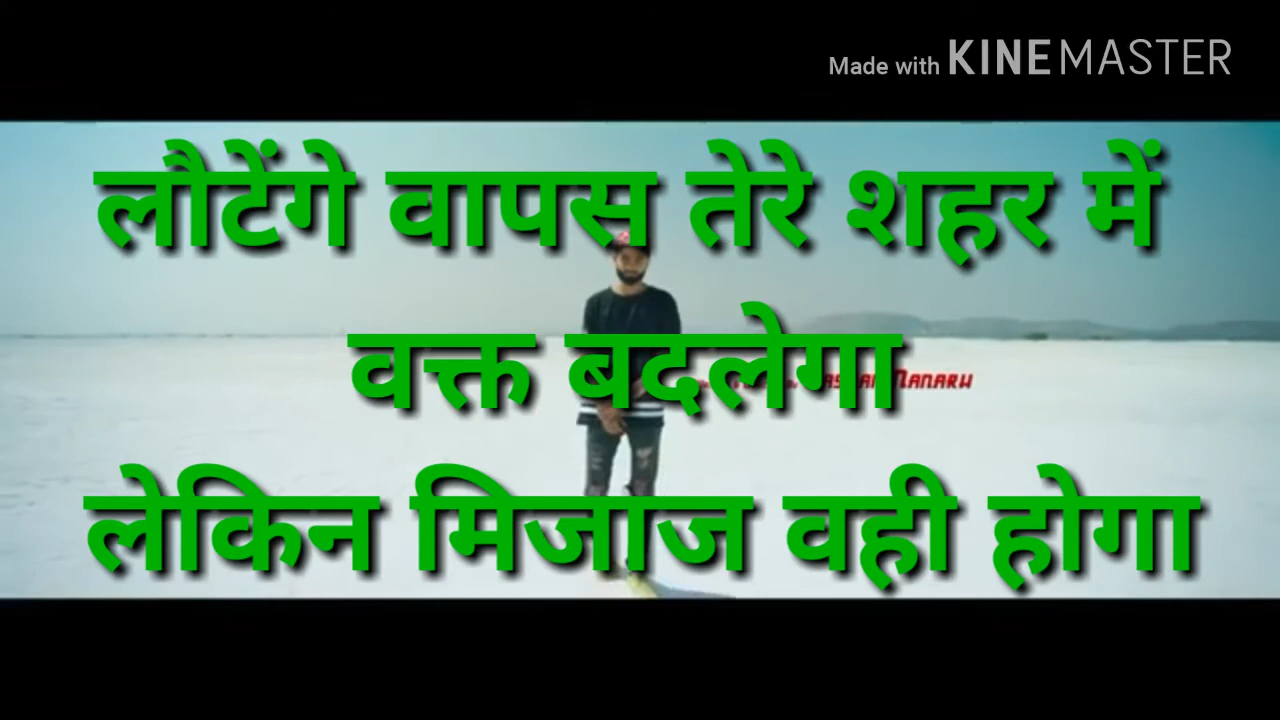 Made with KINEMASTER
लौटेंगे वापस तेरे शहर में
वक्त बदलेगा
लेकिन मिजाज वही होगा